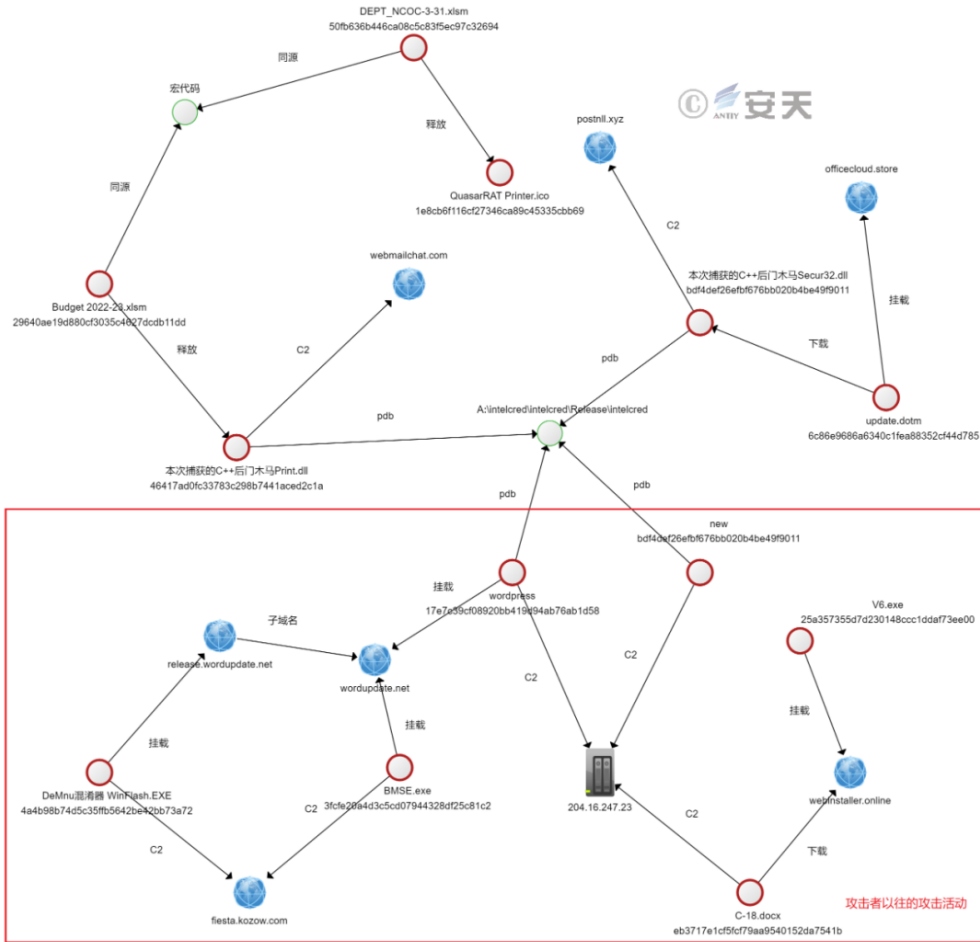 DEPT_NCOC-3-31.xlsm
50fb636b446ca08c5c83f5ec97c32694
同源
宏代码
释放
© ANTIY 安天
postnll.xyz
officecloud.store
QuasarRAT Printer.ico
1e8cb6f116cf27346ca89c45335cbb69
同源
C2
webmailchat.com
本次捕获的C++后门木马Secur32.dll
bdf4def26efbf676bb020b4be49f9011
挂载
Budget 2022-23.xlsm
29640ae19d880cf3035c4627dcdb11dd
释放
C2
下载
pdb
A:\intelcred\intelcred\Release\intelcred
pdb
update.dotm
6c86e9686a6340c1fea88352cf44d785
本次捕获的C++后门木马Print.dll
46417ad0fc33783c298b7441aced2c1a
pdb
pdb
new
bdf4def26efbf676bb020b4be49f9011
挂载
wordpress
17e7c39cf08920bb419d94ab76ab1d58
V6.exe
25a357355d7d230148ccc1ddaf73ee00
子域名
release.wordupdate.net
wordupdate.net
C2
C2
挂载
挂载
挂载
DeMnu混淆器 WinFlash.EXE
4a4b98b74d5c35ffb5642be42bb73a72
BMSE.exe
3fcfe20a4d3c5cd07944328df25c81c2
204.16.247.23
webinstaller.online
C2
C2
C2
下载
fiesta.kozow.com
C-18.docx
eb3717e1cf5fcf79aa9540152da7541b
攻击者以往的攻击活动